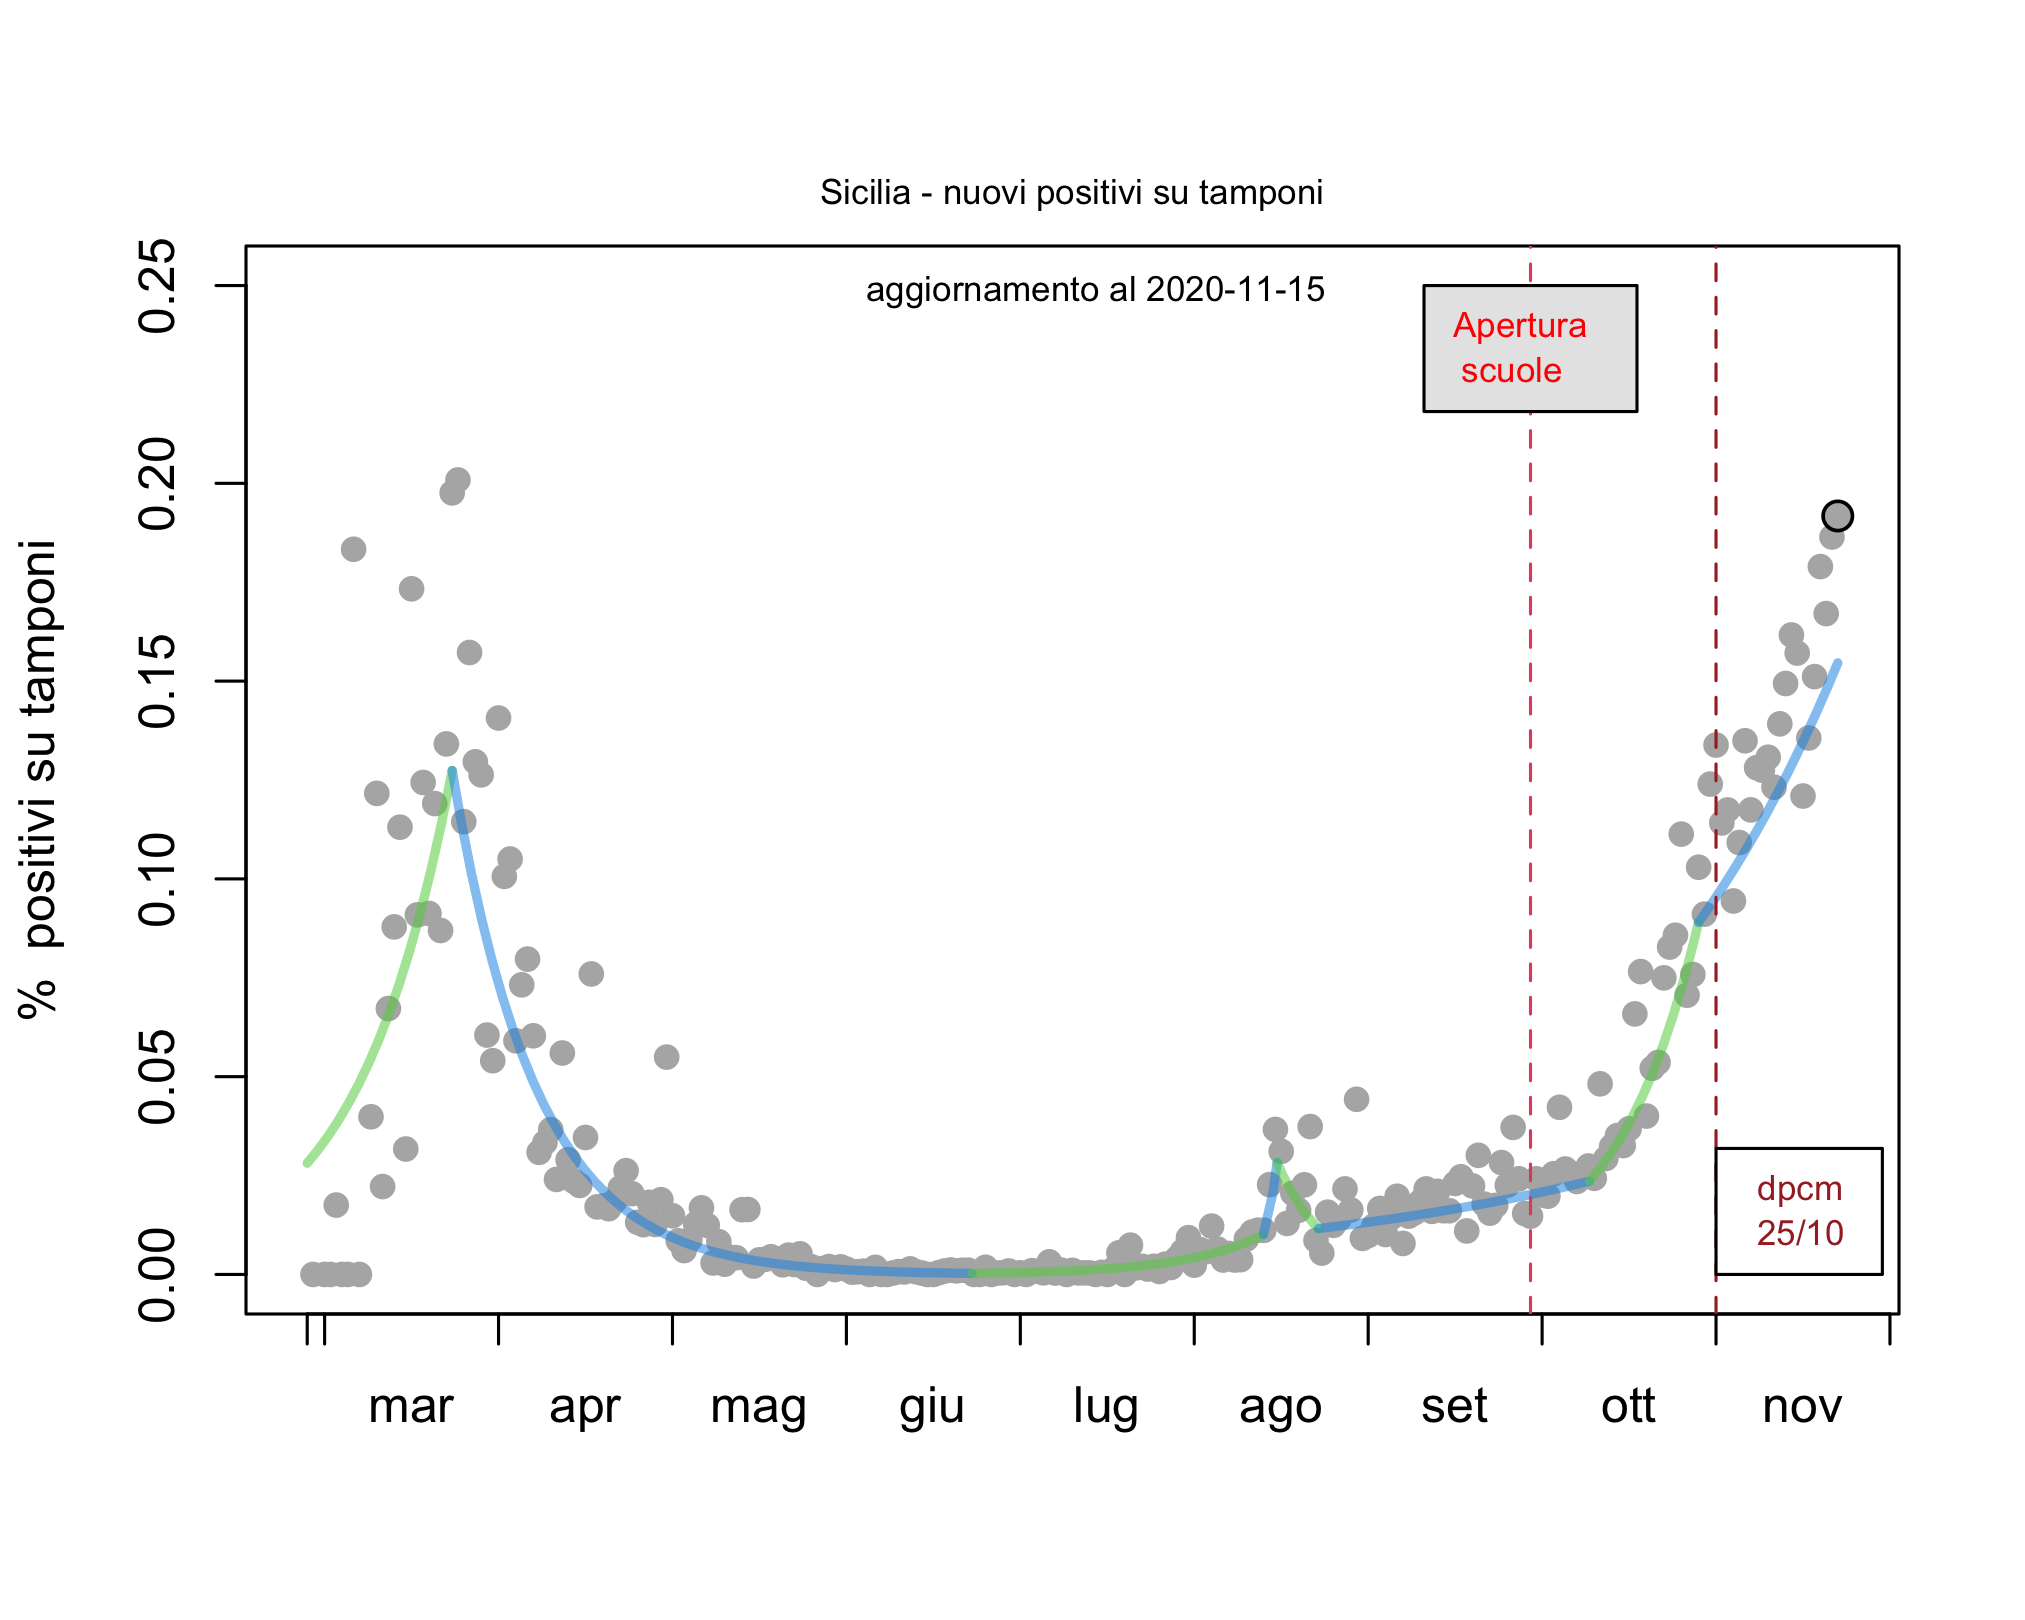 Sicilia - nuovi positivi su tamponi
aggiornamento al 2020-11-15
Apertura
scuole
dpcm
25/10
% positivi su tamponi
0.25
0.20
0.15
0.10
0.05
0.00
mar apr mag giu lug ago set ott nov